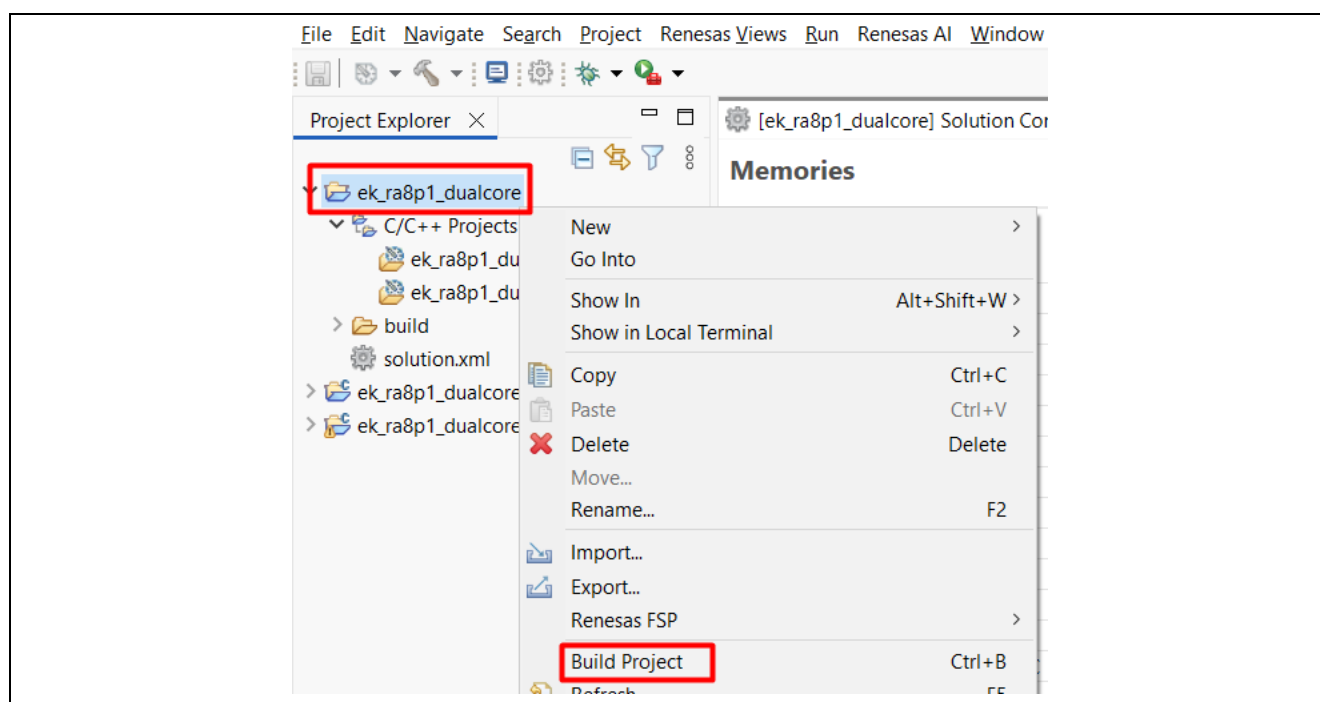 File Edit Navigate Search Project Renesas Views Run Renesas AI Window
Project Explorer
[ek_ra8p1_dualcore] Solution Cor
Memories
ek_ra8p1_dualcore
C/C++ Projects
ek_ra8p1_du
ek_ra8p1_du
build
solution.xml
ek_ra8p1_dualcore
ek_ra8p1_dualcore
New
Go Into
Show In Alt+Shift+W
Show in Local Terminal
Copy Ctrl+C
Paste Ctrl+V
Delete Delete
Move...
Rename... F2
Import...
Export...
Renesas FSP
Build Project Ctrl+B
Refresh F5